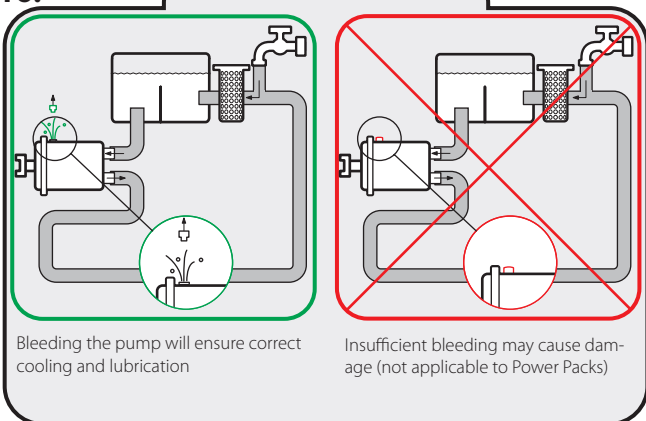 Bleeding the pump will ensure correct
cooling and lubrication
Insufficient bleeding may cause dam-
age (not applicable to Power Packs)